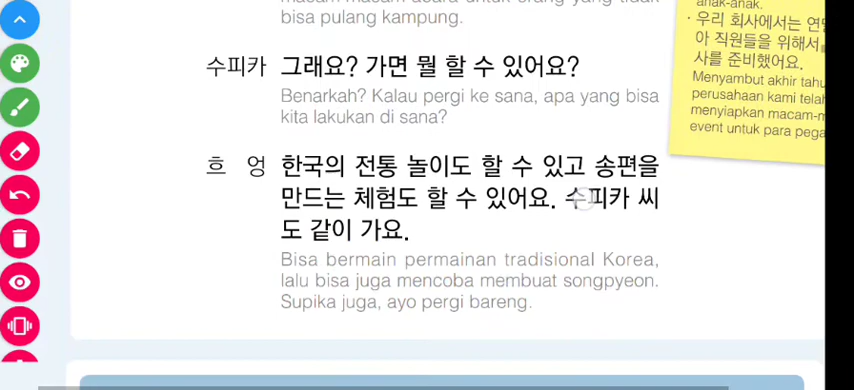 bisa pulang kampung.
수피카 그래요? 가면 뭘 할 수 있어요?
Benarkah? Kalau pergi ke sana, apa yang bisa
kita lakukan di sana?
흐 엉 한국의 전통 놀이도 할 수 있고 송편을
만드는 체험도 할 수 있어요. 수피카 씨
도 같이 가요.
Bisa bermain permainan tradisional Korea,
lalu bisa juga mencoba membuat songpyeon.
Supika juga, ayo pergi bareng.
anak-anak.
· 우리 회사에서는 연말
아 직원들을 위해서
사를 준비했어요.
Menyambut akhir tahu
perusahaan kami telah
menyiapkan macam-m
event untuk para pega